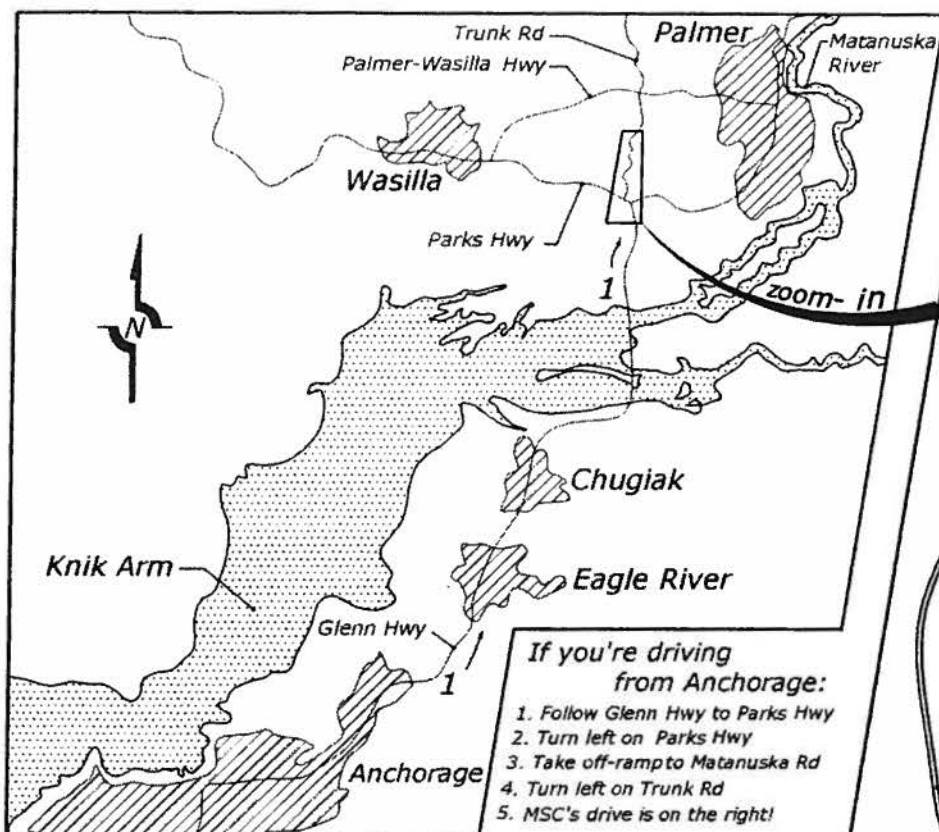 Trunk Rd
Palmer
Palmer-Wasilla Hwy
Matanuska
River
Wasilla
Parks Hwy
1
zoom- in
N
Chugiak
Knik Arm
Eagle River
Glenn Hwy
1
Anchorage
If you're driving
from Anchorage:
1. Follow Glenn Hwy to Parks Hwy
2. Turn left on Parks Hwy
3. Take off-ramp to Matanuska Rd
4. Turn left on Trunk Rd
5. MSC's drive is on the right!